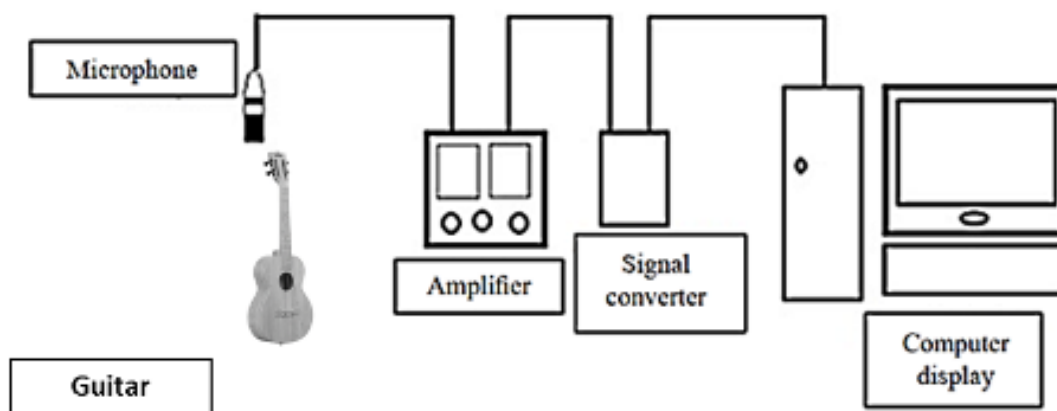 Microphone
Amplifier
Signal
converter
Computer
display
Guitar